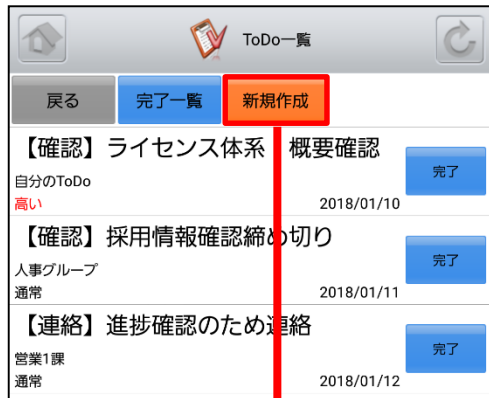 ToDo一覧
戻る 完了一覧 新規作成
【確認】ライセンス体系 概要確認
自分のToDo
完了
高い 2018/01/10
【確認】採用情報確認締め切り
人事グループ
完了
通常 2018/01/11
【連絡】進捗確認のため連絡
営業1課
完了
通常 2018/01/12